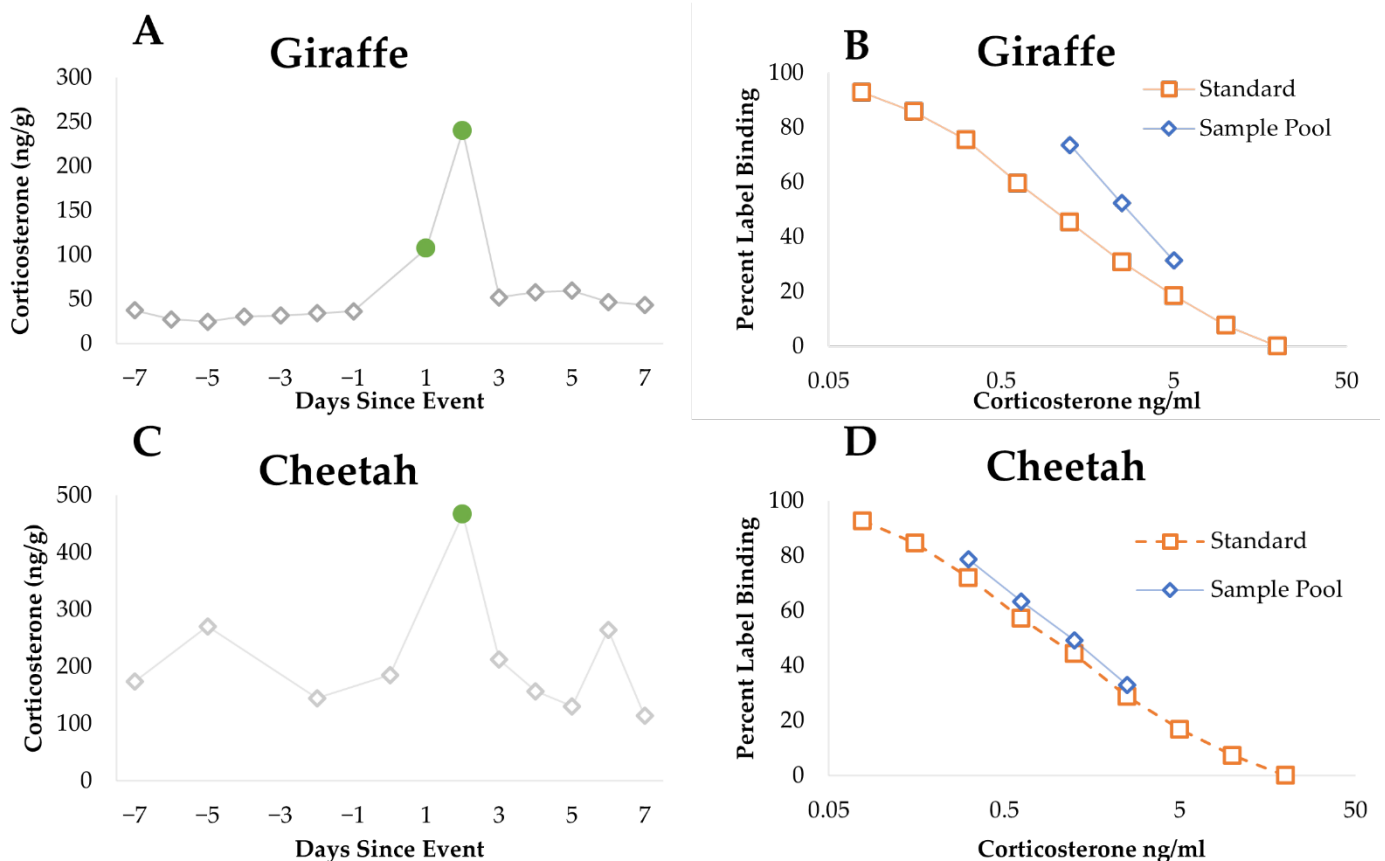 A
Giraffe
Corticosterone (ng/g)
300
250
200
150
100
50
0
−7 −5 −3 −1 1 3 5 7
Days Since Event
B
Giraffe
Percent Label Binding
100
80
60
40
20
0
Standard
Sample Pool
0.05 0.5 5 50
Corticosterone ng/ml
C
Cheetah
Corticosterone (ng/g)
500
400
300
200
100
0
−7 −5 −3 −1 1 3 5 7
Days Since Event
D
Cheetah
Percent Label Binding
100
80
60
40
20
0
Standard
Sample Pool
0.05 0.5 5 50
Corticosterone ng/ml